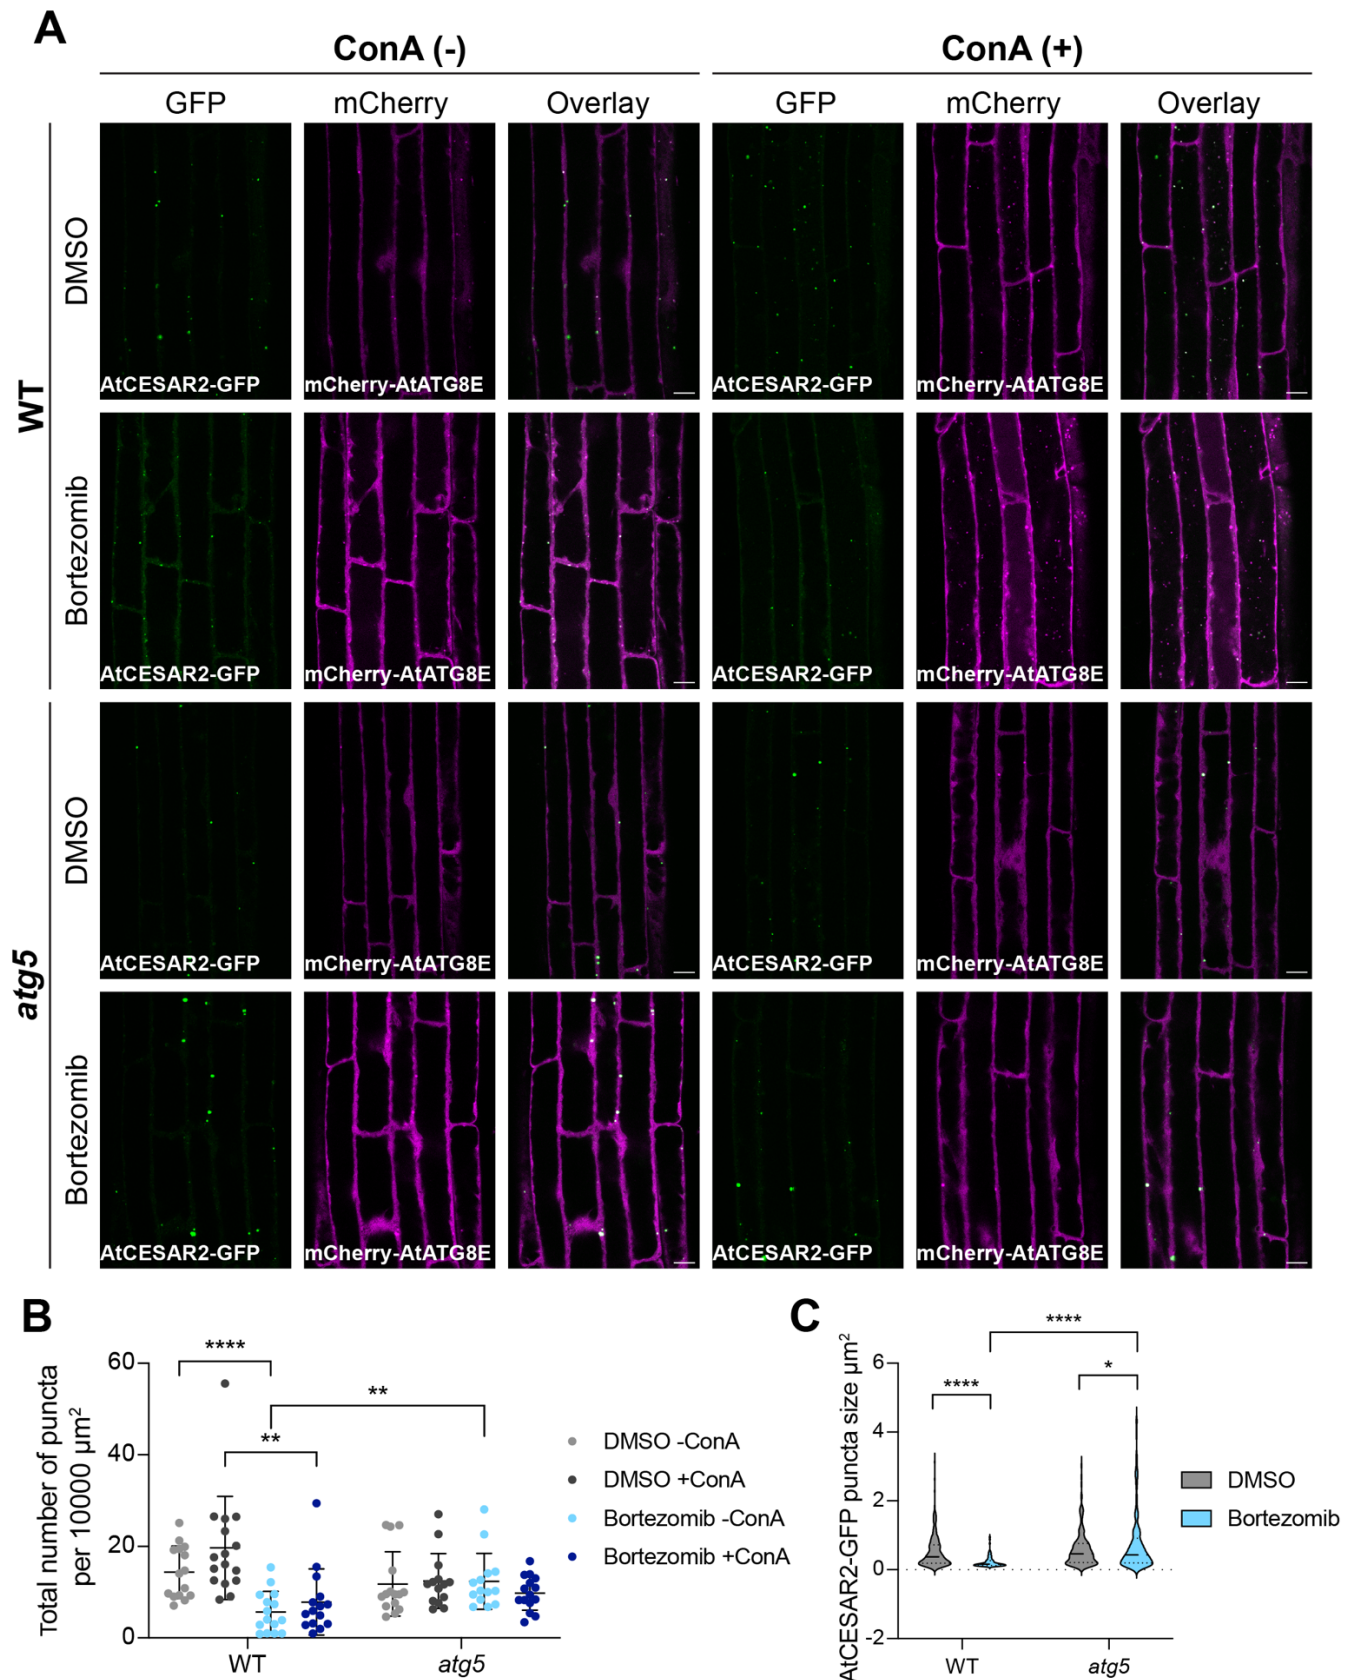 A
ConA (-)
ConA (+)
GFP
mCherry
Overlay
GFP
mCherry
Overlay
WT
DMSO
AtCESAR2-GFP
mCherry-AtATG8E
AtCESAR2-GFP
mCherry-AtATG8E
Bortezomib
AtCESAR2-GFP
mCherry-AtATG8E
AtCESAR2-GFP
mCherry-AtATG8E
atg5
DMSO
AtCESAR2-GFP
mCherry-AtATG8E
AtCESAR2-GFP
mCherry-AtATG8E
Bortezomib
AtCESAR2-GFP
mCherry-AtATG8E
AtCESAR2-GFP
mCherry-AtATG8E
B
Total number of puncta
per 10000 µm²
60
40
20
0
****
**
**
WT
atg5
DMSO -ConA
DMSO +ConA
Bortezomib -ConA
Bortezomib +ConA
C
AtCESAR2-GFP puncta size µm²
6
4
2
0
-2
****
****
*
WT
atg5
DMSO
Bortezomib